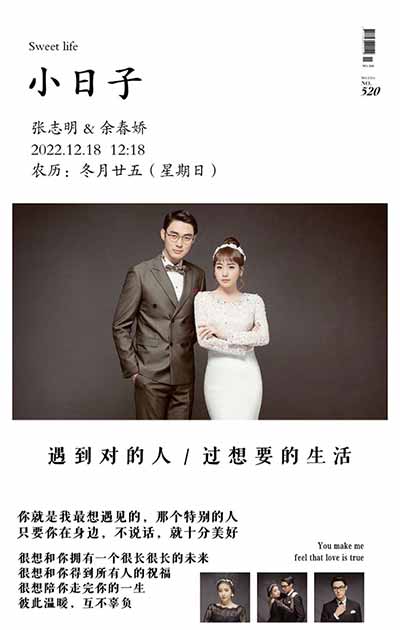 Sweet life
小日子
NO.
520
张志明 & 余春娇
2022.12.18 12:18
农历：冬月廿五（星期日）
遇到对的人 / 过想要的生活
你就是我最想遇见的，那个特别的人
只要你在身边，不说话，就十分美好
很想和你拥有一个很长很长的未来
很想和你得到所有人的祝福
很想陪你走完你的一生
彼此温暖，互不辜负
You make me
feel that love is true